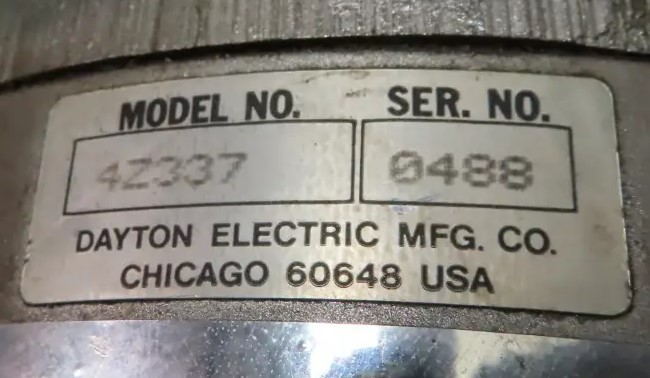 MODEL NO. SER. NO.
4Z337 0488
DAYTON ELECTRIC MFG. CO.
CHICAGO 60648 USA